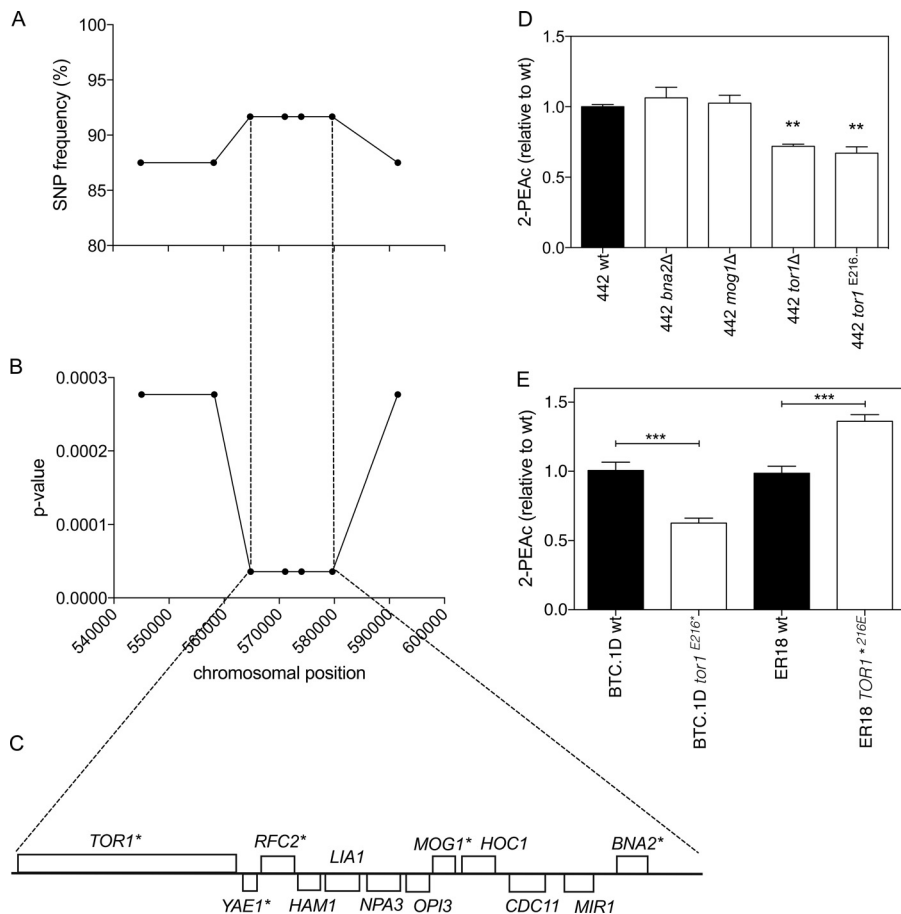 A
SNP frequency (%)
100
95
90
85
80
B
p-value
0.0003
0.0002
0.0001
0.0000
540000
550000
560000
570000
580000
590000
600000
chromosomal position
C
TOR1*
YAE1*
RFC2*
HAM1
LIA1
NPA3
OPI3
MOG1*
HOC1
CDC11
MIR1
BNA2*
D
2-PEAc (relative to wt)
1.5
1.0
0.5
0.0
**
**
442 wt
442 bna2Δ
442 mog1Δ
442 tor1Δ
442 tor1 E216..
E
2-PEAc (relative to wt)
1.5
1.0
0.5
0.0
***
***
BTC.1D wt
BTC.1D tor1 E216*
ER18 wt
ER18 TOR1 *216E